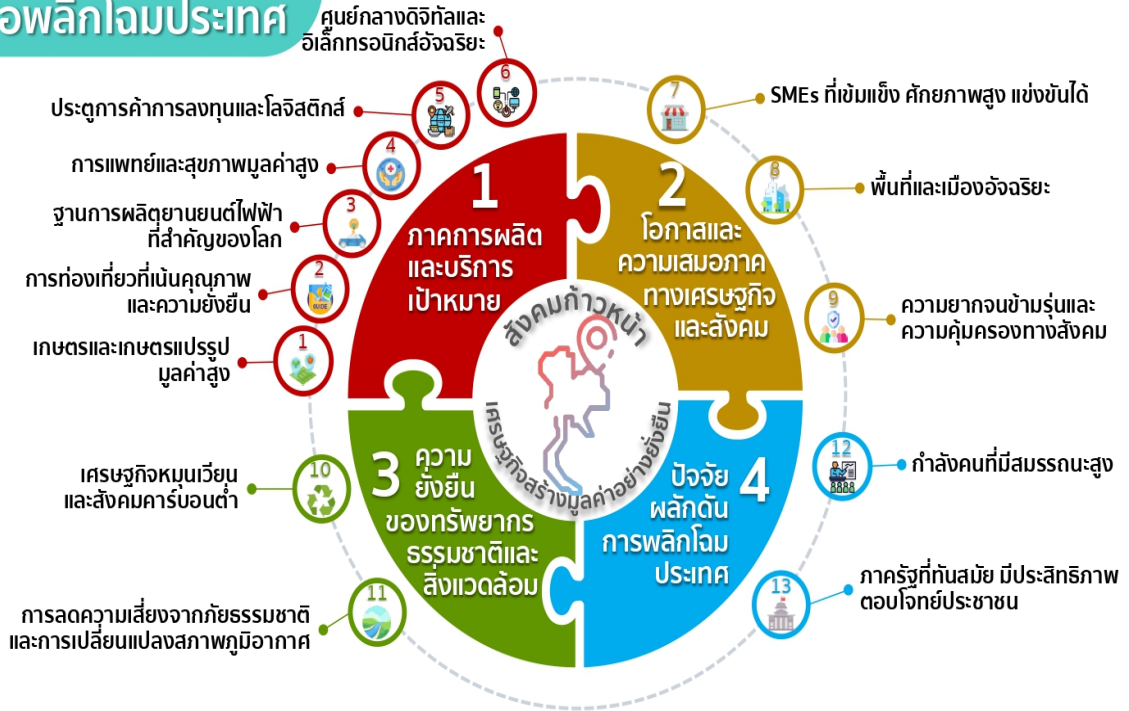 อพลิกโฉมประเทศ
ศูนย์กลางดิจิทัลและ
อิเล็กทรอนิกส์อัจฉริยะ
6
5
ประตูการค้าการลงทุนและโลจิสติกส์
4
การแพทย์และสุขภาพมูลค่าสูง
3
ฐานการผลิตยานยนต์ไฟฟ้า
ที่สำคัญของโลก
2
GUIDE
การท่องเที่ยวที่เน้นคุณภาพ
และความยั่งยืน
1
เกษตรและเกษตรแปรรูป
มูลค่าสูง
1
ภาคการผลิต
และบริการ
เป้าหมาย
2
โอกาสและ
ความเสมอภาค
ทางเศรษฐกิจ
และสังคม
7
SMEs ที่เข้มแข็ง ศักยภาพสูง แข่งขันได้
8
พื้นที่และเมืองอัจฉริยะ
9
ความยากจนข้ามรุ่นและ
ความคุ้มครองทางสังคม
สังคมก้าวหน้า
เศรษฐกิจสร้างมูลค่าอย่างยั่งยืน
3
ความ
ยั่งยืน
ของทรัพยากร
ธรรมชาติและ
สิ่งแวดล้อม
10
เศรษฐกิจหมุนเวียน
และสังคมคาร์บอนต่ำ
11
การลดความเสี่ยงจากภัยธรรมชาติ
และการเปลี่ยนแปลงสภาพภูมิอากาศ
4
ปัจจัย
ผลักดัน
การพลิกโฉม
ประเทศ
12
กำลังคนที่มีสมรรถนะสูง
13
ภาครัฐที่ทันสมัย มีประสิทธิภาพ
ตอบโจทย์ประชาชน